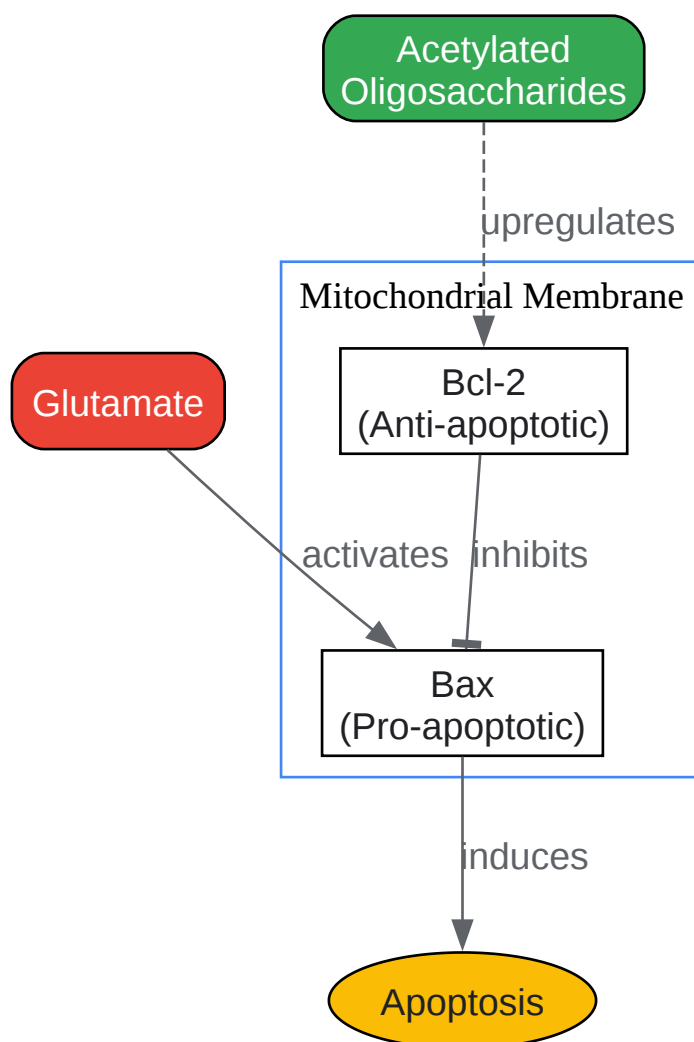 Acetylated
Oligosaccharides
upregulates
Mitochondrial Membrane
Bcl-2
(Anti-apoptotic)
Glutamate
activates
inhibits
Bax
(Pro-apoptotic)
induces
Apoptosis